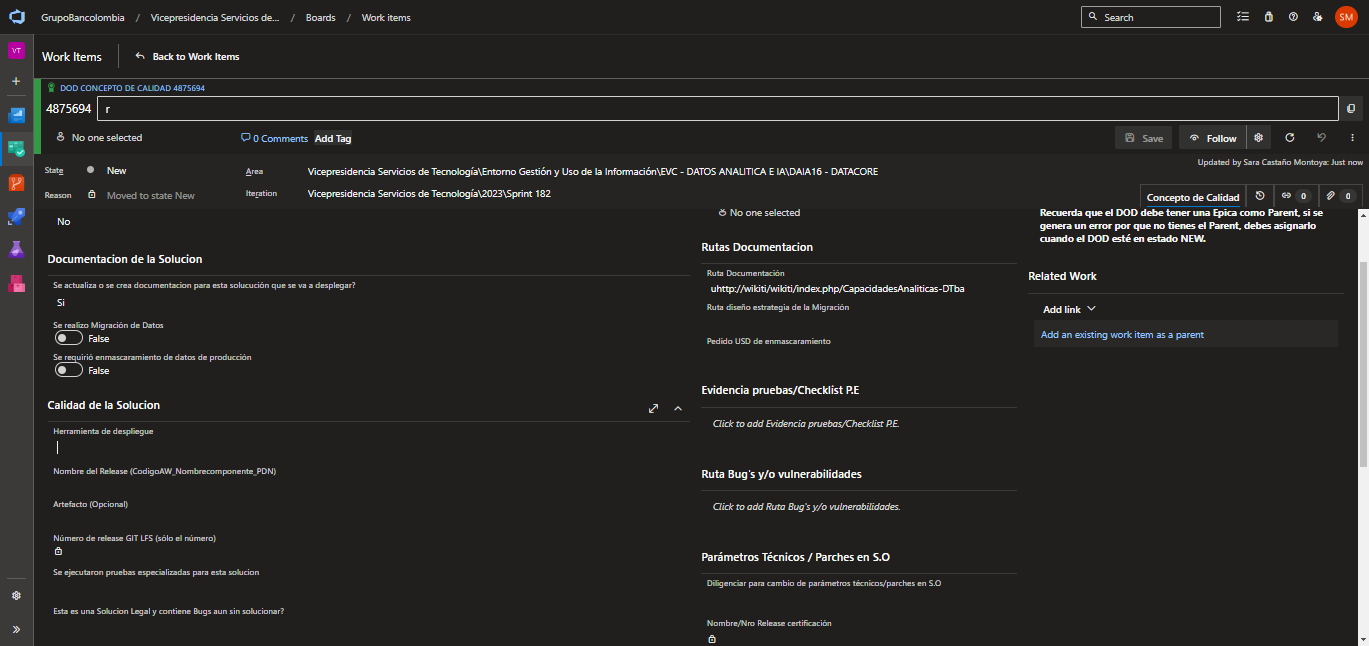 GrupoBancolombia / Vicepresidencia Servicios de... / Boards / Work items
Search
SM
VT
Work Items
Back to Work Items
DOD CONCEPTO DE CALIDAD 4875694
4875694
r
No one selected
0 Comments
Add Tag
Save
Follow
Updated by Sara Castaño Montoya: Just now
State
New
Area
Vicepresidencia Servicios de Tecnología\Entorno Gestión y Uso de la Información\EVC - DATOS ANALITICA E IA\DAIA16 - DATACORE
Reason
Moved to state New
Iteration
Vicepresidencia Servicios de Tecnología\2023\Sprint 182
Concepto de Calidad
0
0
No
Documentacion de la Solucion
Se actualiza o se crea documentacion para esta solucución que se va a desplegar?
Si
Se realizo Migración de Datos
False
Se requirió enmascaramiento de datos de producción
False
Calidad de la Solucion
Herramienta de despliegue
Nombre del Release (CodigoAW_Nombrecomponente_PDN)
Artefacto (Opcional)
Número de release GIT LFS (sólo el número)
Se ejecutaron pruebas especializadas para esta solucion
Esta es una Solucion Legal y contiene Bugs aun sin solucionar?
No one selected
Rutas Documentacion
Ruta Documentación
uhttp://wikiti/wikiti/index.php/CapacidadesAnaliticas-DTba
Ruta diseño estrategia de la Migración
Pedido USD de enmascaramiento
Evidencia pruebas/Checklist P.E
Click to add Evidencia pruebas/Checklist P.E.
Ruta Bug's y/o vulnerabilidades
Click to add Ruta Bug's y/o vulnerabilidades.
Parámetros Técnicos / Parches en S.O
Diligenciar para cambio de parámetros técnicos/parches en S.O
Nombre/Nro Release certificación
Recuerda que el DOD debe tener una Epica como Parent, si se
genera un error por que no tienes el Parent, debes asignarlo
cuando el DOD esté en estado NEW.
Related Work
Add link
Add an existing work item as a parent